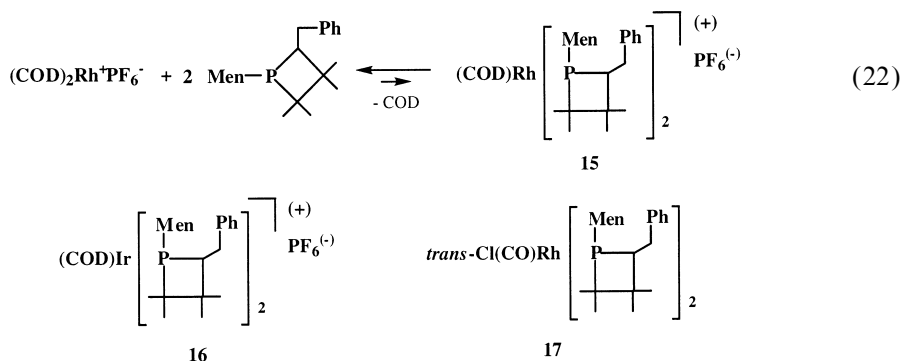 Ph
(COD)₂Rh⁺PF₆⁻ + 2 Men P
- COD
(COD)Rh Men P Ph 2 (+) PF₆⁽⁻⁾
(22)
15
(COD)Ir Men P Ph 2 (+) PF₆⁽⁻⁾
16
trans-Cl(CO)Rh Men P Ph 2
17